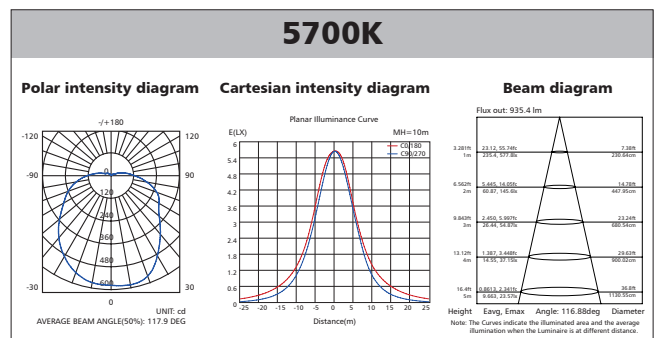 5700K
Polar intensity diagram
Cartesian intensity diagram
Beam diagram
-/+180
-120
120
-90
90
-30
30
0
0
120
240
360
480
600
UNIT: cd
AVERAGE BEAM ANGLE(50%): 117.9 DEG
Planar Illuminance Curve
E(LX)
MH=10m
C0/180
C90/270
6
5.4
4.8
4.2
3.6
3
2.4
1.8
1.2
0.6
0
-25 -20 -15 -10 -5 0 5 10 15 20 25
Distance(m)
Flux out: 935.4 lm
3.281ft 23.12, 55.74fc 7.38ft
1m 235.4, 577.8lx 230.64cm
6.562ft 5.445, 14.05fc 14.78ft
2m 60.87, 145.6lx 447.95cm
9.843ft 2.450, 5.997fc 23.24ft
3m 26.44, 54.87lx 680.54cm
13.12ft 1.387, 3.448fc 29.63ft
4m 14.55, 37.15lx 900.02cm
16.4ft 0.8613, 2.341fc 36.8ft
5m 9.663, 23.57lx 1130.55cm
Height Eavg, Emax Angle: 116.88deg Diameter
Note: The Curves indicate the illuminated area and the average
illumination when the Luminaire is at different distance.